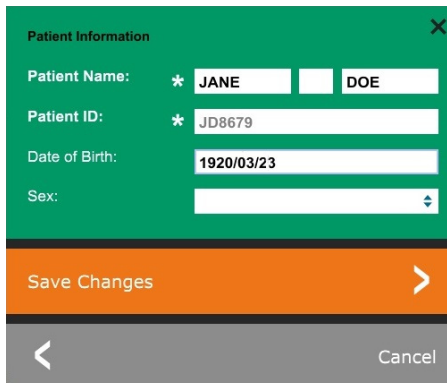 Patient Information
Patient Name: * JANE DOE
Patient ID: * JD8679
Date of Birth: 1920/03/23
Sex:
Save Changes
Cancel